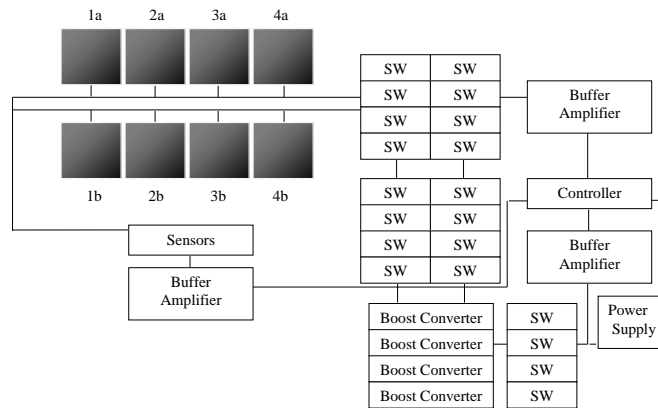 1a 2a 3a 4a
SW SW
SW SW
SW SW
SW SW
Buffer
Amplifier
1b 2b 3b 4b
SW SW
SW SW
SW SW
SW SW
Controller
Sensors
Buffer
Amplifier
Buffer
Amplifier
Boost Converter SW
Boost Converter SW
Boost Converter SW
Boost Converter SW
Power
Supply